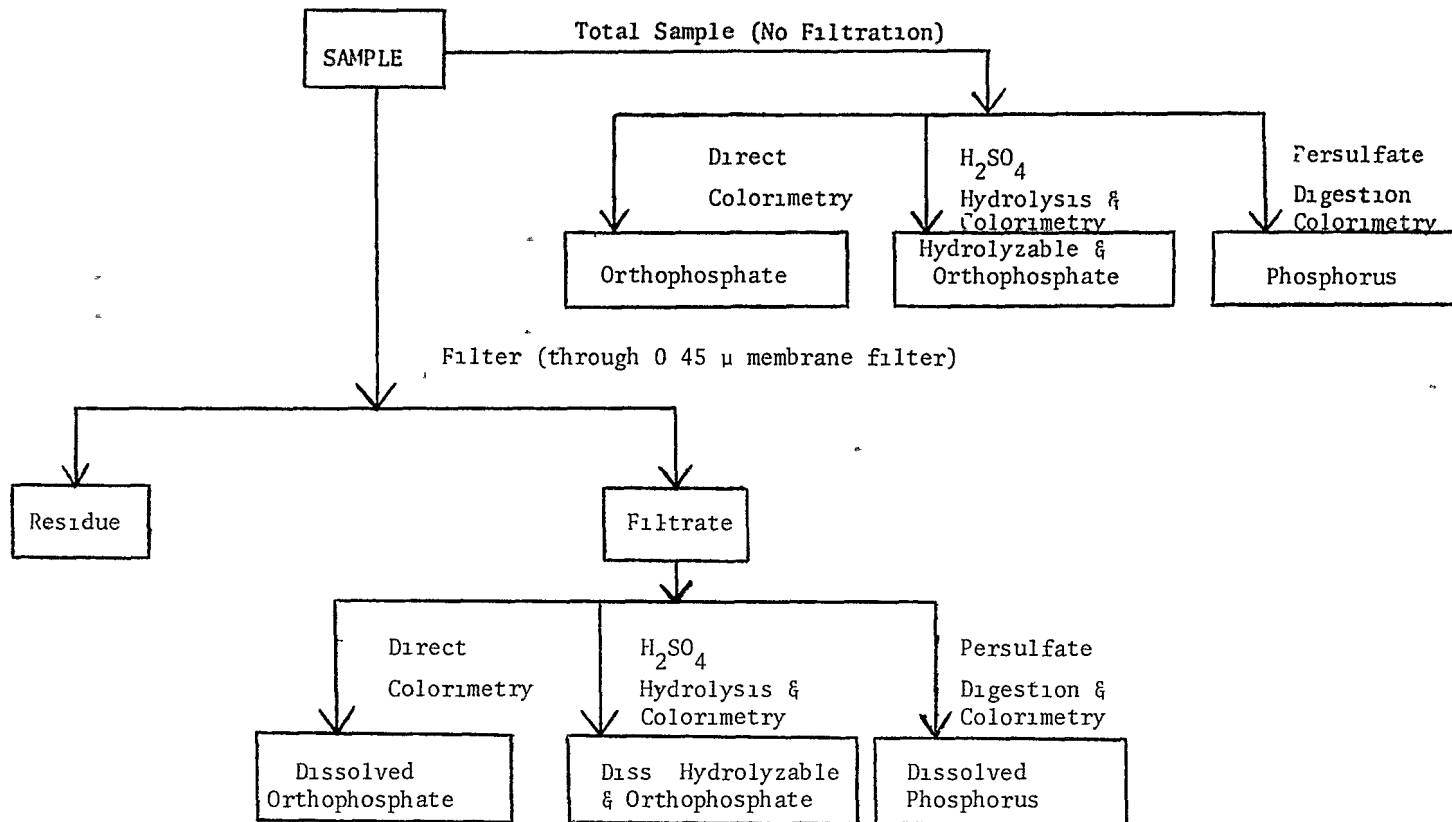 Total Sample (No Filtration)
SAMPLE
Direct
Colorimetry
H2SO4
Hydrolysis &
Colorimetry
Persulfate
Digestion
Colorimetry
Orthophosphate
Hydrolyzable &
Orthophosphate
Phosphorus
Filter (through 0 45 μ membrane filter)
Residue
Filtrate
Direct
Colorimetry
H2SO4
Hydrolysis &
Colorimetry
Persulfate
Digestion &
Colorimetry
Dissolved
Orthophosphate
Diss Hydrolyzable
& Orthophosphate
Dissolved
Phosphorus